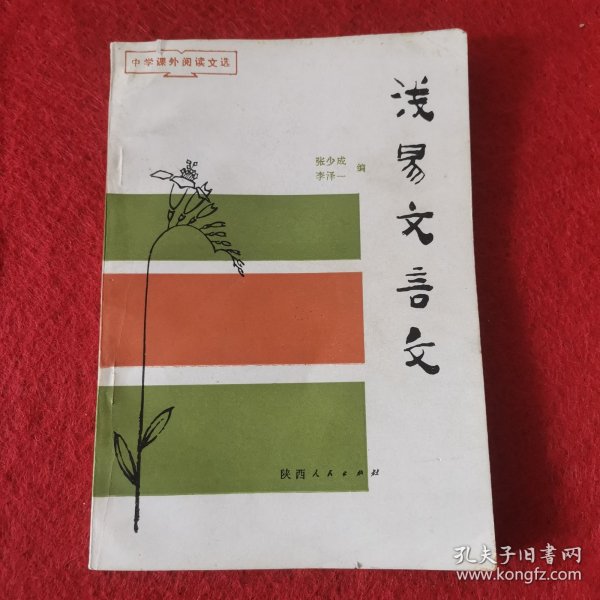 中学课外阅读文选
浅易文言文
张少成
李泽一
编
陕西人民出版社
孔夫子旧书网
www.kongfz.com